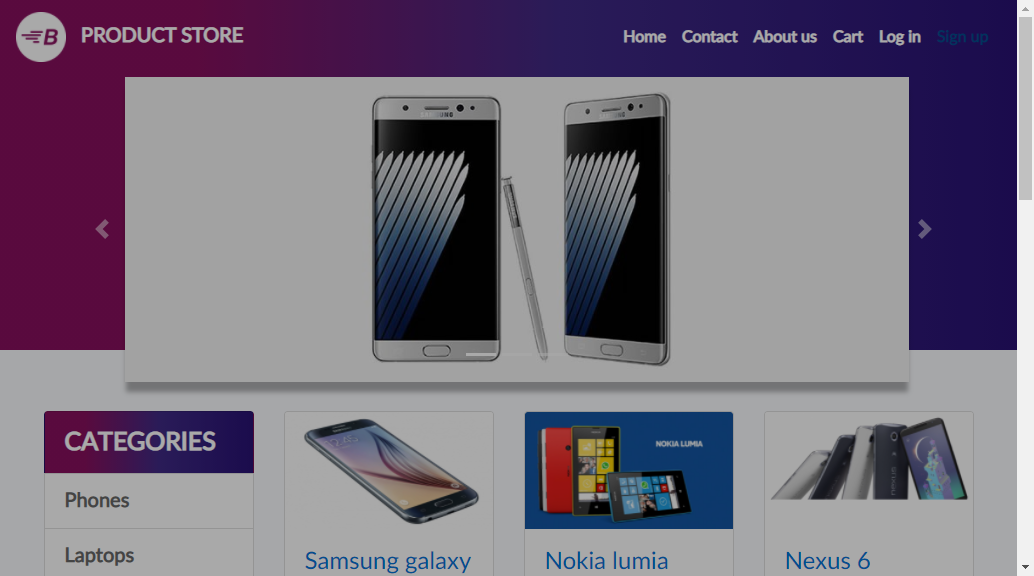 B PRODUCT STORE
Home Contact About us Cart Log in Sign up
SAMSUNG SAMSUNG
CATEGORIES
Phones
Laptops
NOKIA LUMIA
Samsung galaxy
Nokia lumia
Nexus 6